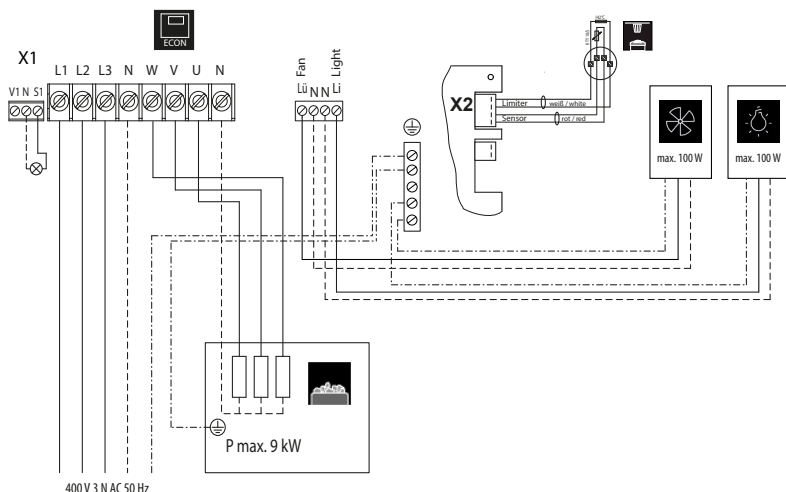 ECON
X1
L1 L2 L3 N W V U N
V1 N S1
Fan
Light
Lü N N Li
X2
Limiter
weiß / white
Sensor
rot / red
max. 100 W
max. 100 W
P max. 9 kW
400 V 3 N AC 50 Hz